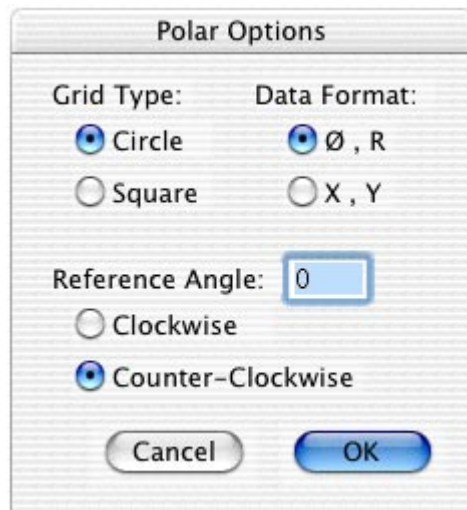 Polar Options
Grid Type: Data Format:
Circle Ø , R
Square X , Y
Reference Angle: 0
Clockwise
Counter-Clockwise
Cancel OK